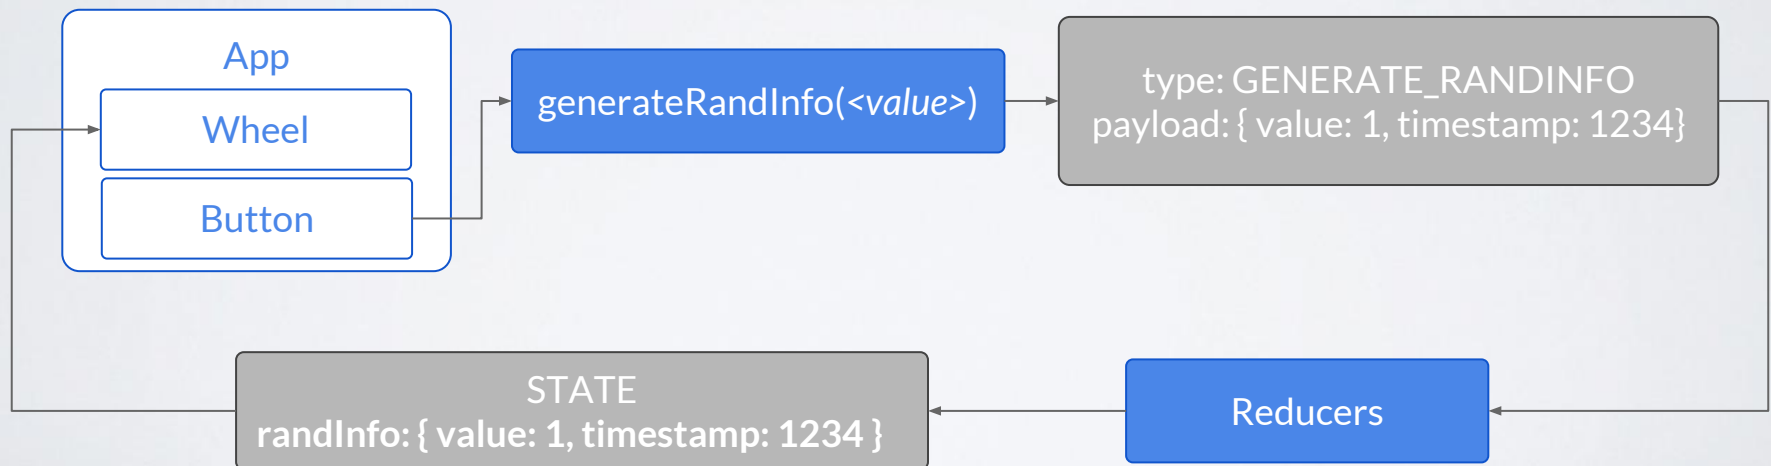 App
Wheel
Button
generateRandInfo(<value>)
type: GENERATE_RANDINFO
payload: { value: 1, timestamp: 1234}
STATE
randInfo: { value: 1, timestamp: 1234 }
Reducers